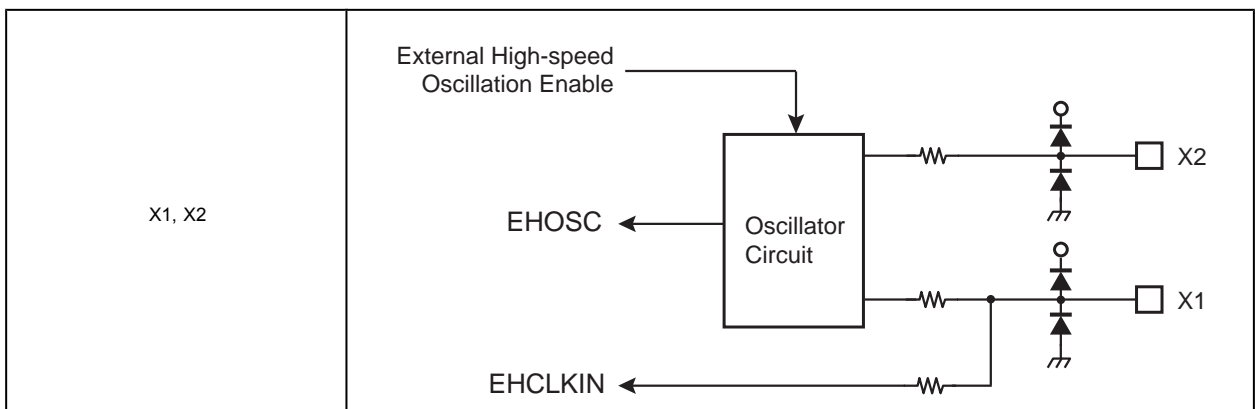 X1, X2
External High-speed
Oscillation Enable
X2
EHOSC
Oscillator
Circuit
X1
EHCLKIN